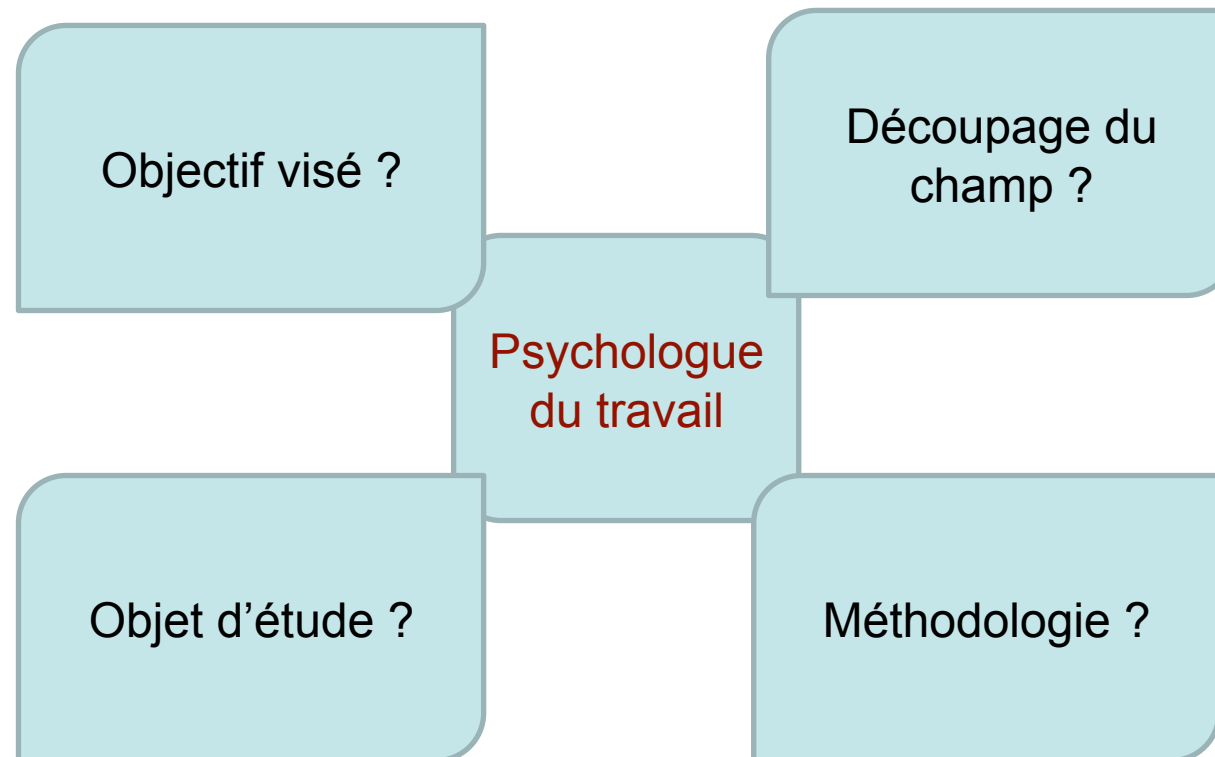 Objectif visé ?
Découpage du
champ ?
Psychologue
du travail
Objet d’étude ?
Méthodologie ?